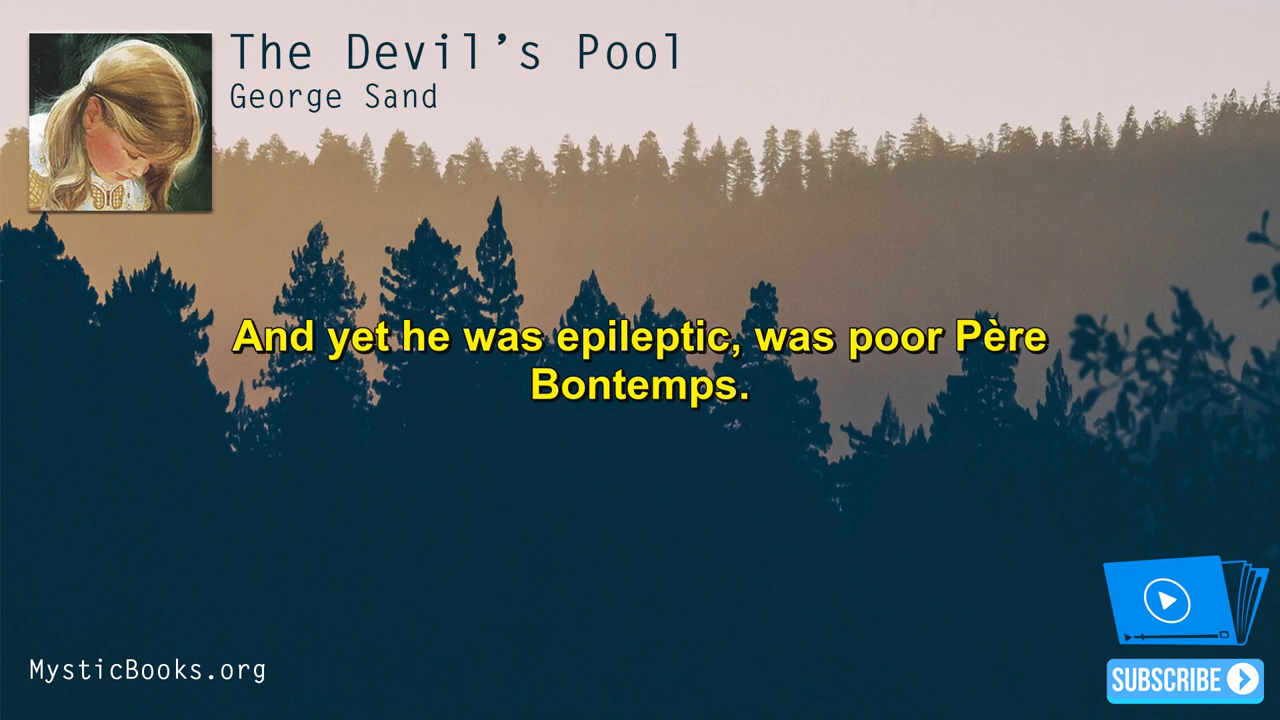 The Devil's Pool
George Sand
And yet he was epileptic, was poor Père
Bontemps.
MysticBooks.org
SUBSCRIBE